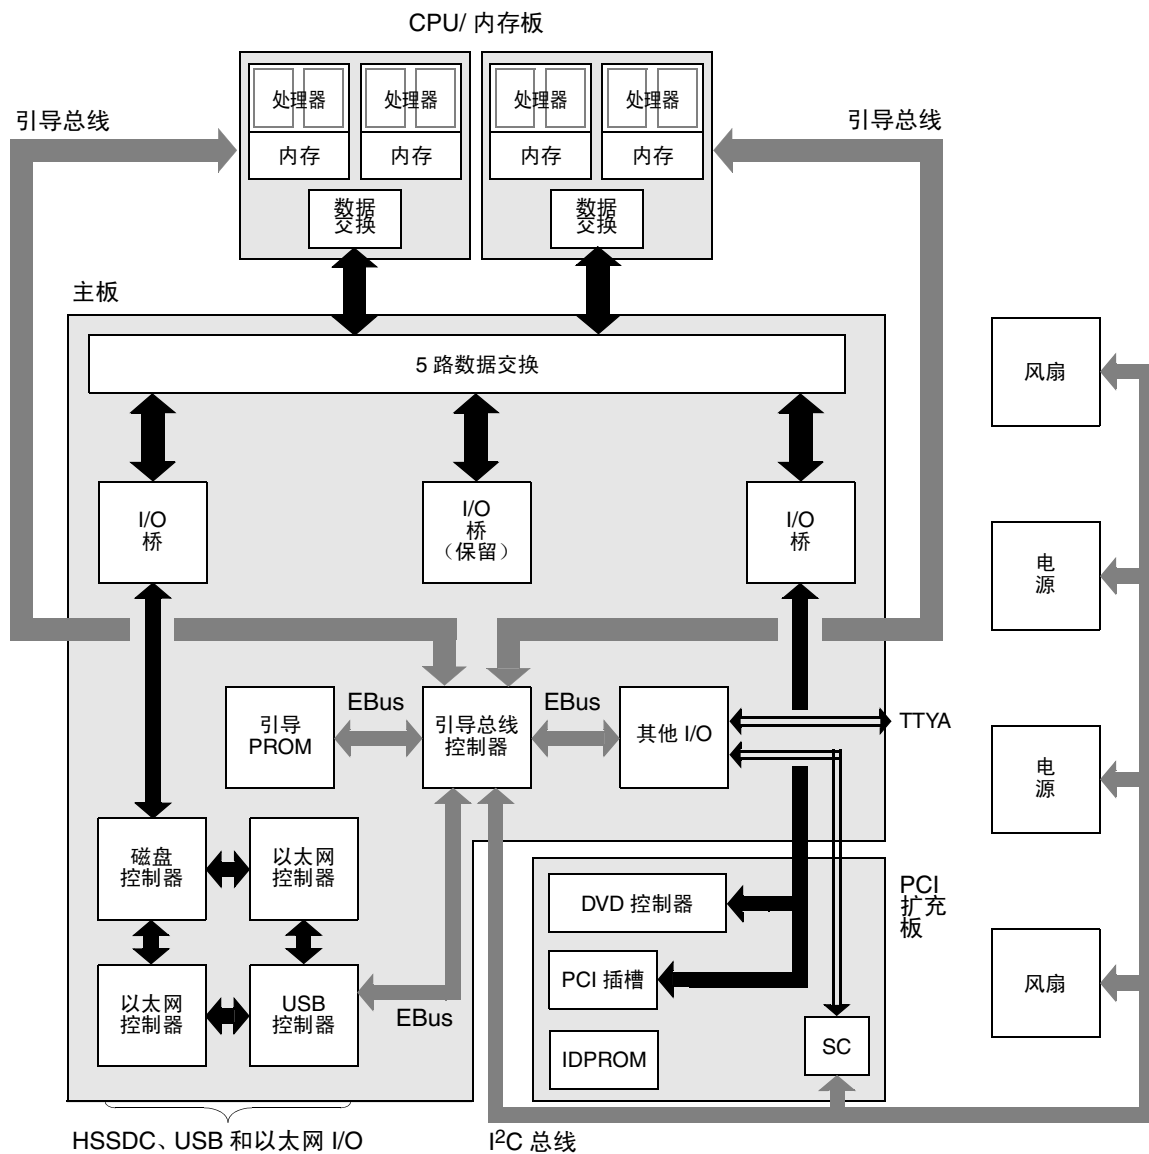 CPU/ 内存板
处理器
处理器
处理器
处理器
引导总线
引导总线
内存
内存
内存
内存
数据
交换
数据
交换
主板
5 路数据交换
风扇
I/O
桥
I/O
桥
（保留）
I/O
桥
电
源
EBus
EBus
引导
PROM
引导总线
控制器
其他 I/O
TTYA
电
源
磁盘
控制器
以太网
控制器
DVD 控制器
PCI
扩充
板
PCI 插槽
风扇
以太网
控制器
USB
控制器
EBus
IDPROM
SC
HSSDC、USB 和以太网 I/O
I²C 总线